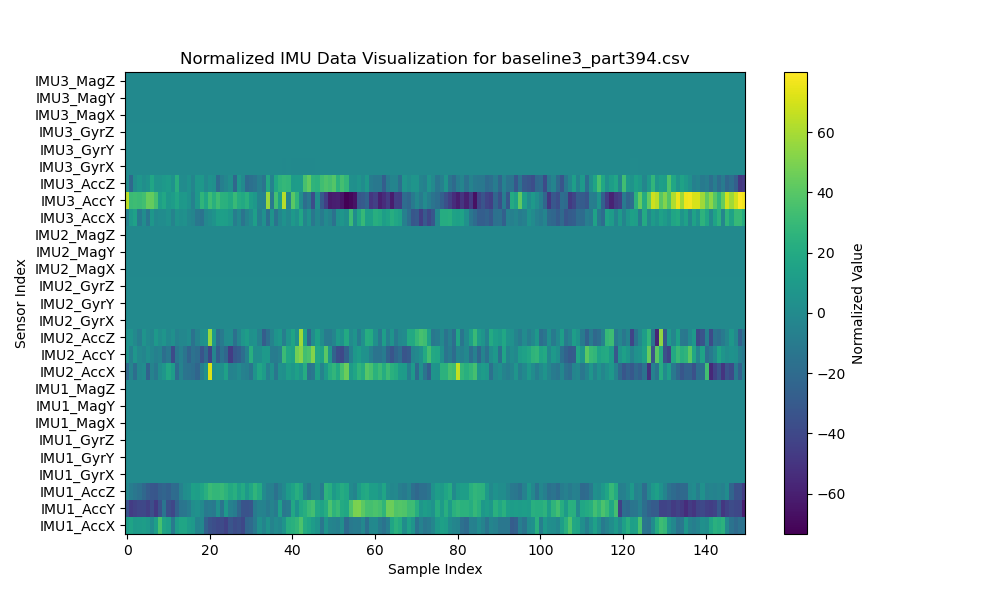 Normalized IMU Data Visualization for baseline3_part394.csv
Sensor Index
IMU3_MagZ
IMU3_MagY
IMU3_MagX
IMU3_GyrZ
IMU3_GyrY
IMU3_GyrX
IMU3_AccZ
IMU3_AccY
IMU3_AccX
IMU2_MagZ
IMU2_MagY
IMU2_MagX
IMU2_GyrZ
IMU2_GyrY
IMU2_GyrX
IMU2_AccZ
IMU2_AccY
IMU2_AccX
IMU1_MagZ
IMU1_MagY
IMU1_MagX
IMU1_GyrZ
IMU1_GyrY
IMU1_GyrX
IMU1_AccZ
IMU1_AccY
IMU1_AccX
0 20 40 60 80 100 120 140
Sample Index
60
40
20
0
−20
−40
−60
Normalized Value